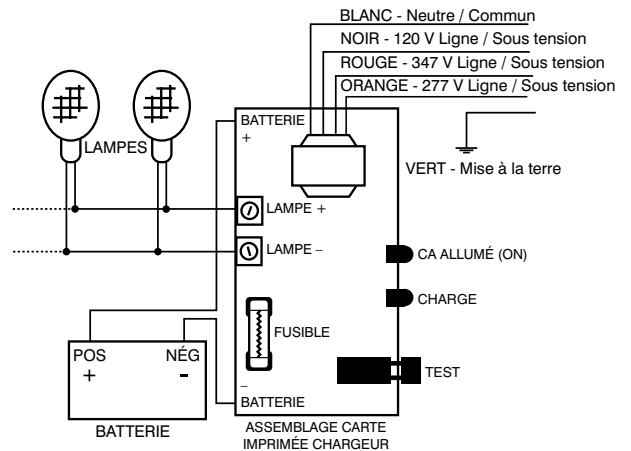 BLANC - Neutre / Commun
NOIR - 120 V Ligne / Sous tension
ROUGE - 347 V Ligne / Sous tension
ORANGE - 277 V Ligne / Sous tension
VERT - Mise à la terre
BATTERIE
+
LAMPES
LAMPE +
LAMPE –
CA ALLUMÉ (ON)
CHARGE
FUSIBLE
TEST
POS
NÉG
+
-
BATTERIE
–
BATTERIE
ASSEMBLAGE CARTE
IMPRIMÉE CHARGEUR